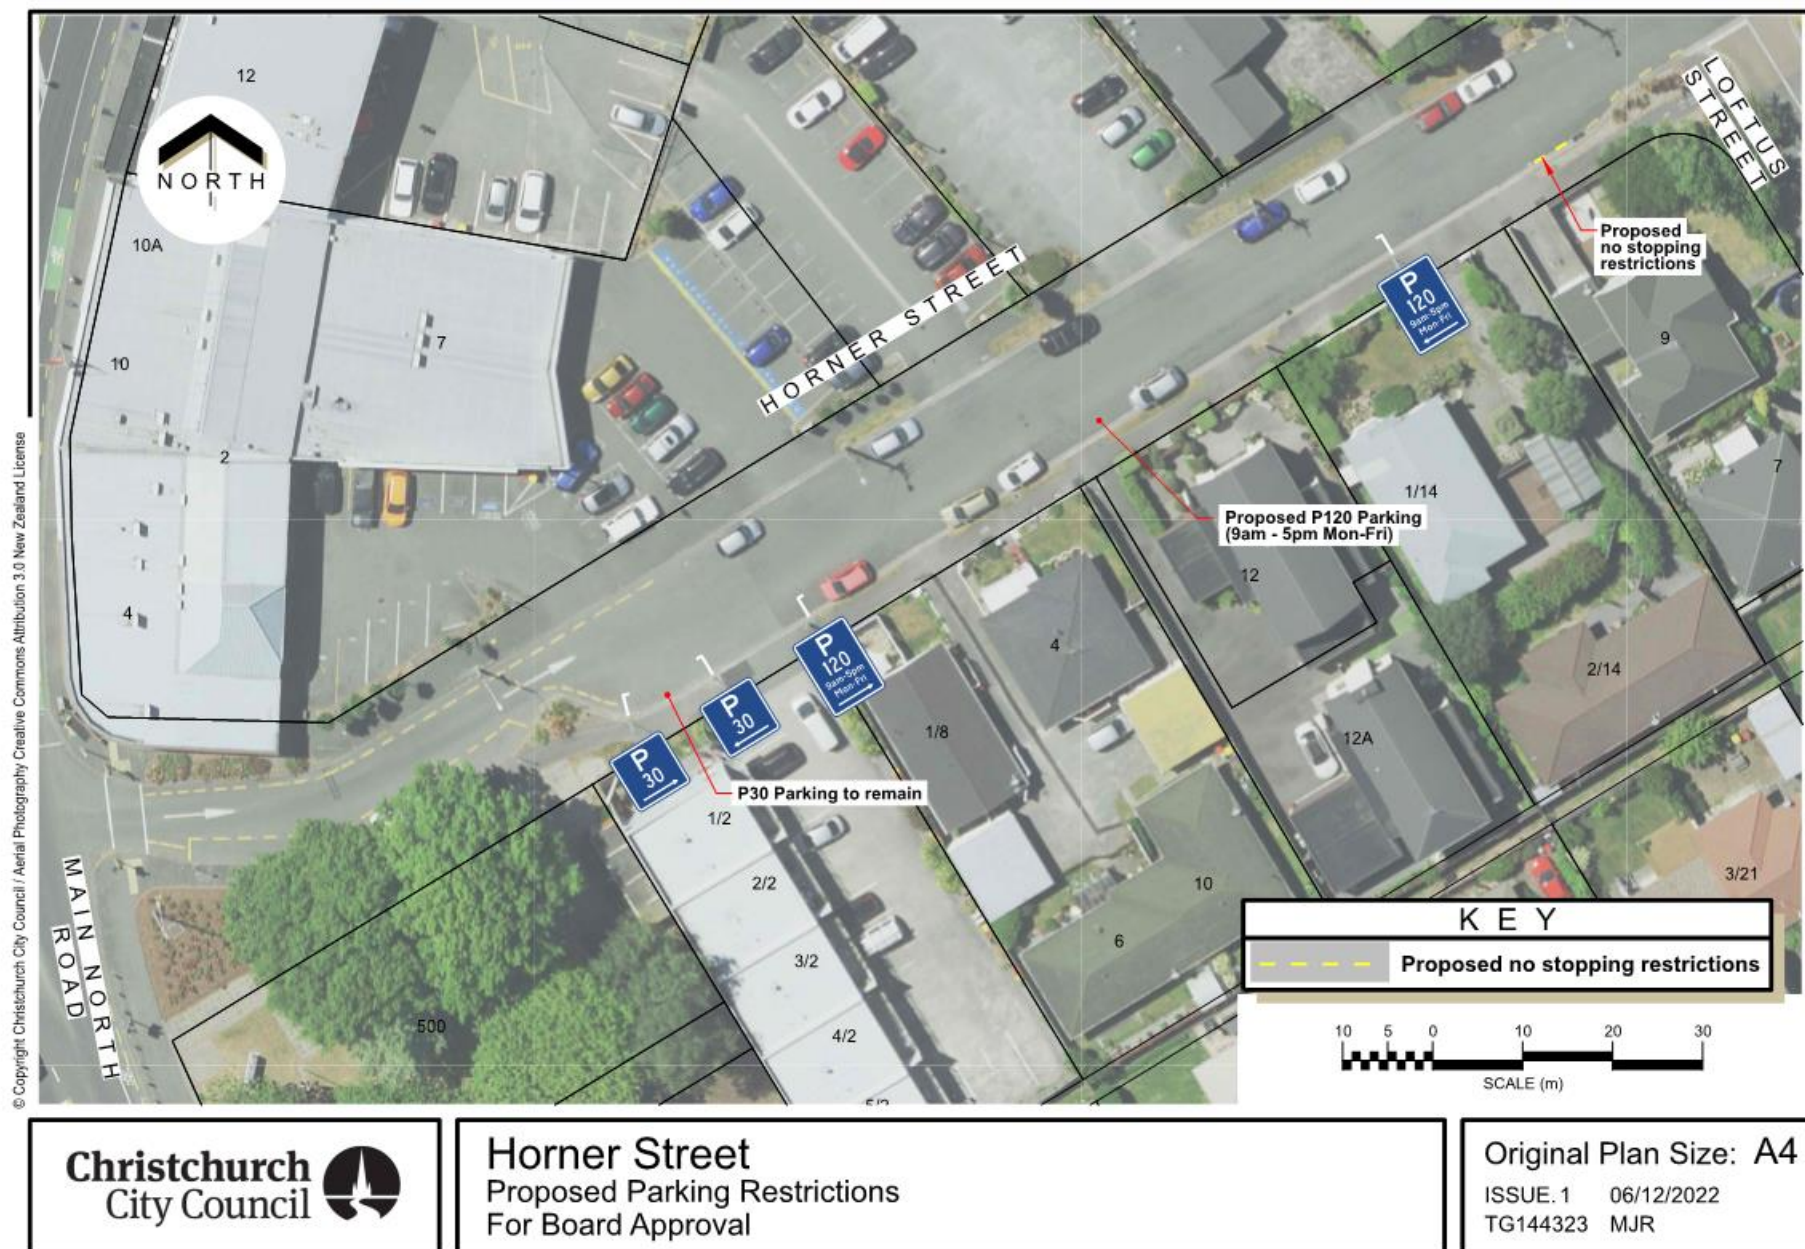 12
NORTH
10A
10
7
2
4
HORNER STREET
LOFTUS
STREET
Proposed
no stopping
restrictions
P
120
9am-5pm
Mon-Fri
9
7
1/14
Proposed P120 Parking
(9am - 5pm Mon-Fri)
12
4
2/14
P
120
9am-5pm
Mon-Fri
P
30
P
30
1/8
12A
P30 Parking to remain
1/2
2/2
3/2
4/2
5/2
10
6
3/21
500
MAIN NORTH
ROAD
KEY
Proposed no stopping restrictions
10 5 0 10 20 30
SCALE (m)
© Copyright Christchurch City Council / Aerial Photography Creative Commons Attribution 3.0 New Zealand License
Christchurch
City Council
Horner Street
Proposed Parking Restrictions
For Board Approval
Original Plan Size: A4
ISSUE. 1 06/12/2022
TG144323 MJR